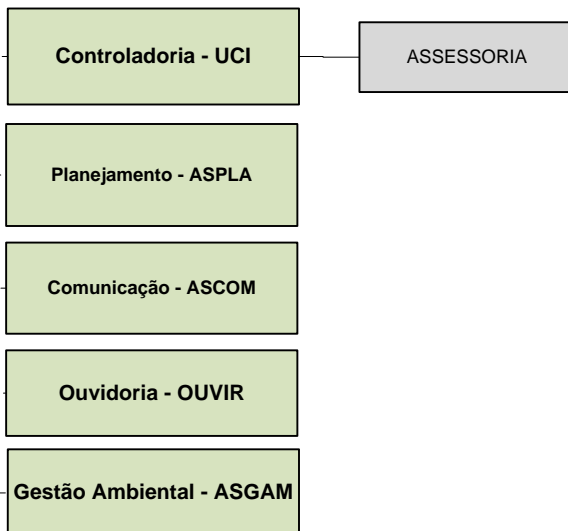 Controladoria - UCI
ASSESSORIA
Planejamento - ASPLA
Comunicação - ASCOM
Ouvidoria - OUVIR
Gestão Ambiental - ASGAM